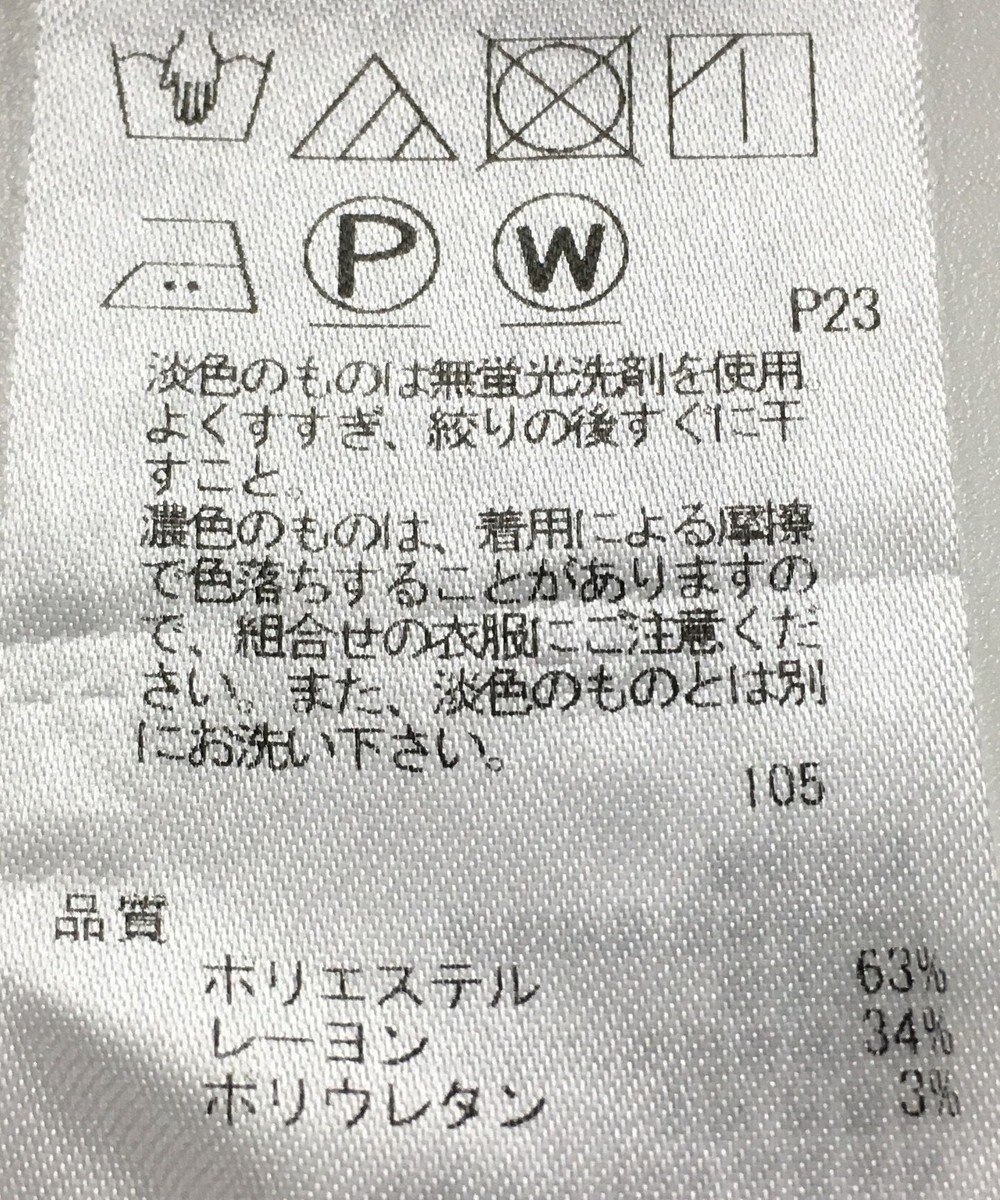 P
W
P23
淡色のものは無蛍光洗剤を使用。
よくすすぎ、絞りの後すぐに干
すこと。
濃色のものは、着用による摩擦
で色落ちすることがありますの
で、組合せの衣服にご注意くだ
さい。また、淡色のものとは別
にお洗い下さい。
105
品質
ポリエステル 63%
レーヨン 34%
ポリウレタン 3%